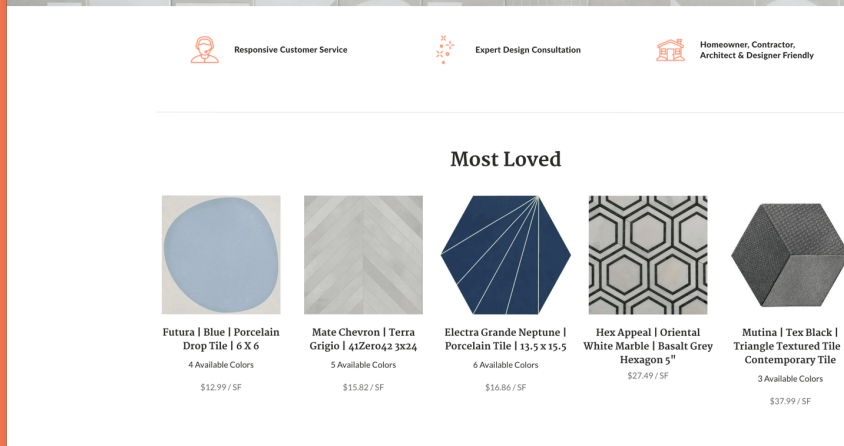 Responsive Customer Service
Expert Design Consultation
Homeowner, Contractor,
Architect & Designer Friendly
Most Loved
Futura | Blue | Porcelain
Drop Tile | 6 X 6
4 Available Colors
$12.99 / SF
Mate Chevron | Terra
Grigio | 41Zero42 3x24
5 Available Colors
$15.82 / SF
Electra Grande Neptune |
Porcelain Tile | 13.5 x 15.5
6 Available Colors
$16.86 / SF
Hex Appeal | Oriental
White Marble | Basalt Grey
Hexagon 5"
$27.49 / SF
Mutina | Tex Black |
Triangle Textured Tile
Contemporary Tile
3 Available Colors
$37.99 / SF